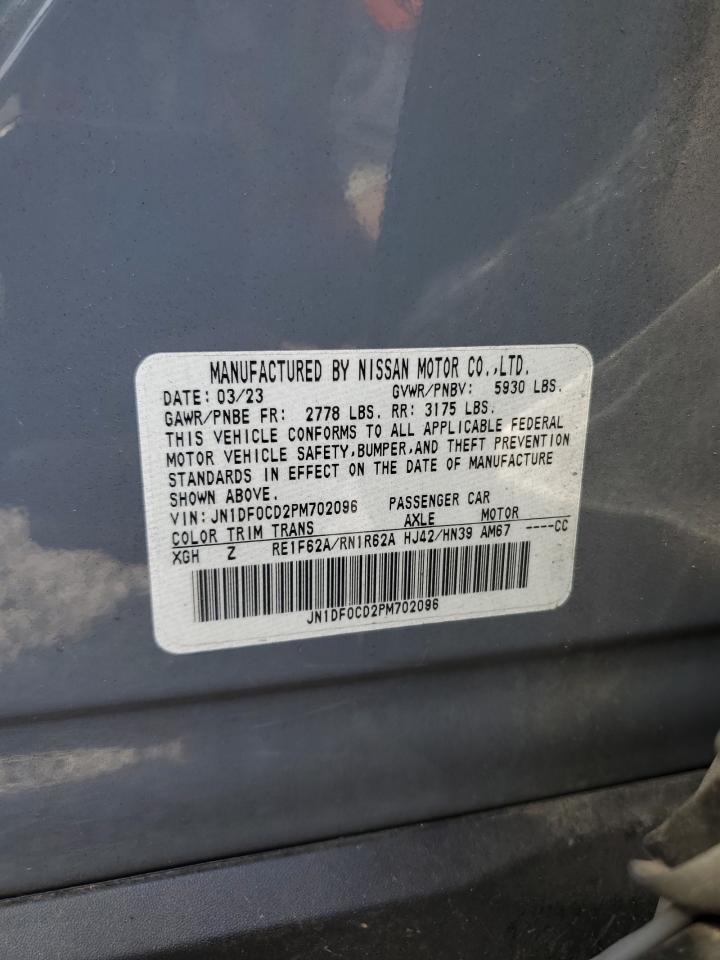 MANUFACTURED BY NISSAN MOTOR CO.,LTD.
DATE: 03/23 GVWR/PNBV: 5930 LBS.
GAWR/PNBE FR: 2778 LBS. RR: 3175 LBS.
THIS VEHICLE CONFORMS TO ALL APPLICABLE FEDERAL
MOTOR VEHICLE SAFETY,BUMPER,AND THEFT PREVENTION
STANDARDS IN EFFECT ON THE DATE OF MANUFACTURE
SHOWN ABOVE.
VIN: JN1DF0CD2PM702096 PASSENGER CAR
COLOR TRIM TRANS AXLE MOTOR
XGH Z RE1F62A/RN1R62A HJ42/HN39 AM67 ----CC
JN1DF0CD2PM702096